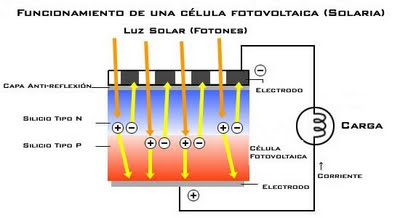 Funcionamiento de una célula fotovoltaica (Solaria)
Luz Solar (Fotones)
Capa Anti-reflexión
Electrodo
Silicio Tipo N
Silicio Tipo P
Célula
Fotovoltaica
Carga
↑
Corriente
Electrodo